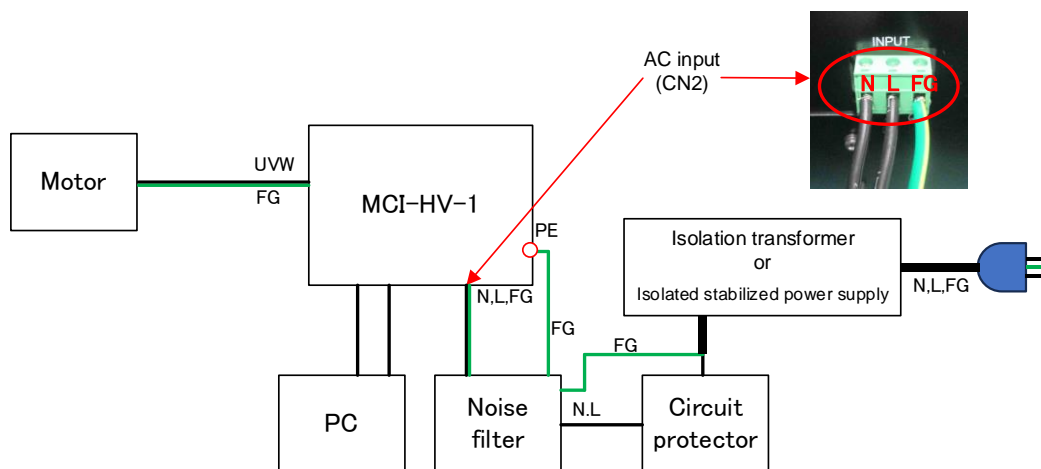 INPUT
N L FG
AC input
(CN2)
Motor
UVW
FG
MCI-HV-1
PE
Isolation transformer
or
Isolated stabilized power supply
N,L,FG
N,L,FG
FG
FG
PC
Noise
filter
N.L
Circuit
protector